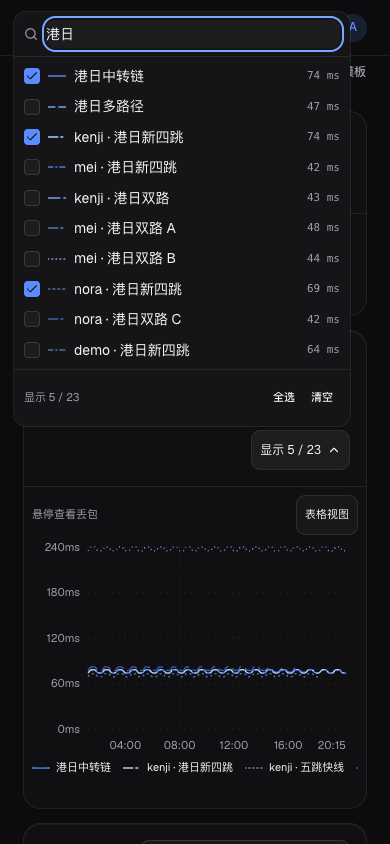 港日
A
模板
港日中转链 74 ms
港日多路径 47 ms
kenji · 港日新四跳 74 ms
mei · 港日新四跳 42 ms
kenji · 港日双路 43 ms
mei · 港日双路 A 48 ms
mei · 港日双路 B 44 ms
nora · 港日新四跳 69 ms
nora · 港日双路 C 42 ms
demo · 港日新四跳 64 ms
显示 5 / 23 全选 清空
显示 5 / 23
悬停查看丢包 表格视图
240ms
180ms
120ms
60ms
0ms
04:00 08:00 12:00 16:00 20:15
港日中转链 kenji · 港日新四跳 kenji · 五跳快线